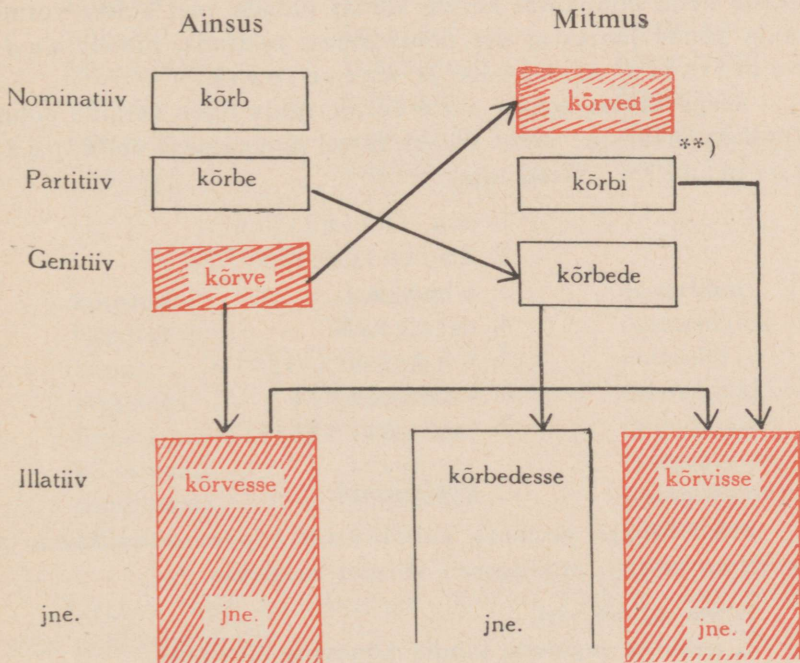 Ainsus Mitmus
Nominatiiv kõrb kõrved
Partitiiv kõrbe kõrbi **)
Genitiiv kõrve kõrbede
Illatiiv kõrvesse kõrbedesse kõrvisse
jne. jne. jne. jne.